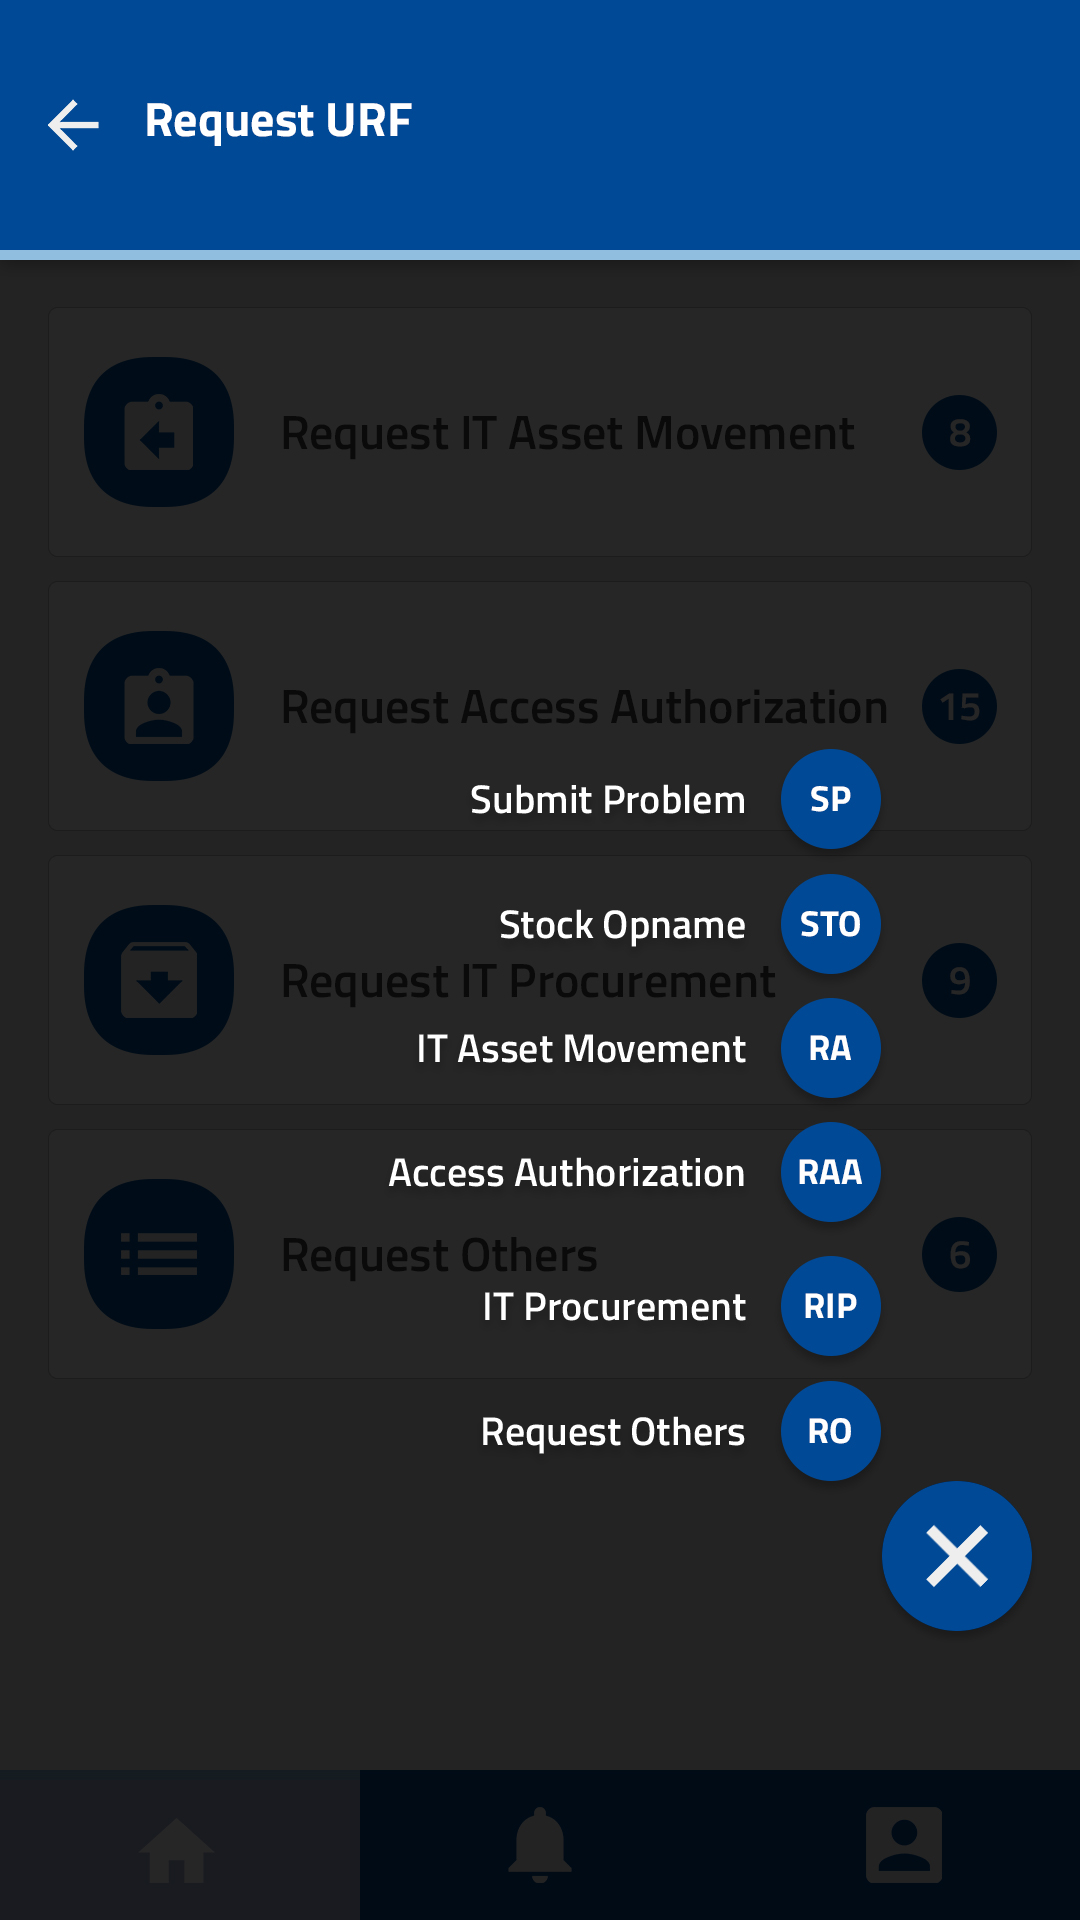 Request URF
Request IT Asset Movement 8
Request Access Authorization 15
Submit Problem SP
Stock Opname STO
Request IT Procurement 9
IT Asset Movement RA
Access Authorization RAA
Request Others 6
IT Procurement RIP
Request Others RO